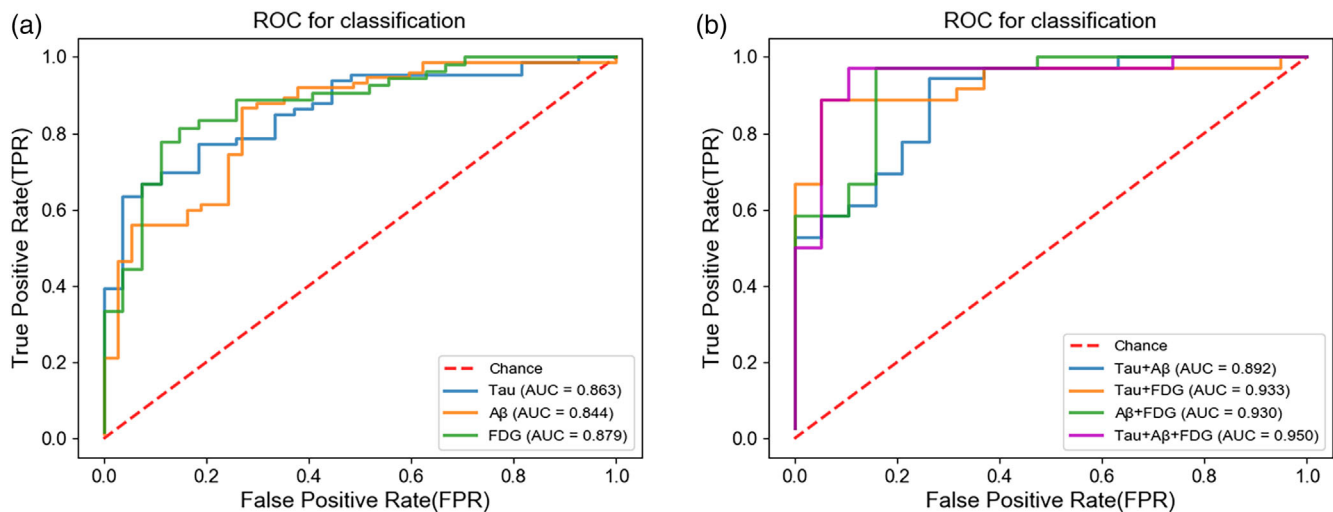 (a)
ROC for classification
True Positive Rate(TPR)
1.0
0.8
0.6
0.4
0.2
0.0
Chance
Tau (AUC = 0.863)
Aβ (AUC = 0.844)
FDG (AUC = 0.879)
0.0 0.2 0.4 0.6 0.8 1.0
False Positive Rate(FPR)
(b)
ROC for classification
True Positive Rate(TPR)
1.0
0.8
0.6
0.4
0.2
0.0
Chance
Tau+Aβ (AUC = 0.892)
Tau+FDG (AUC = 0.933)
Aβ+FDG (AUC = 0.930)
Tau+Aβ+FDG (AUC = 0.950)
0.0 0.2 0.4 0.6 0.8 1.0
False Positive Rate(FPR)